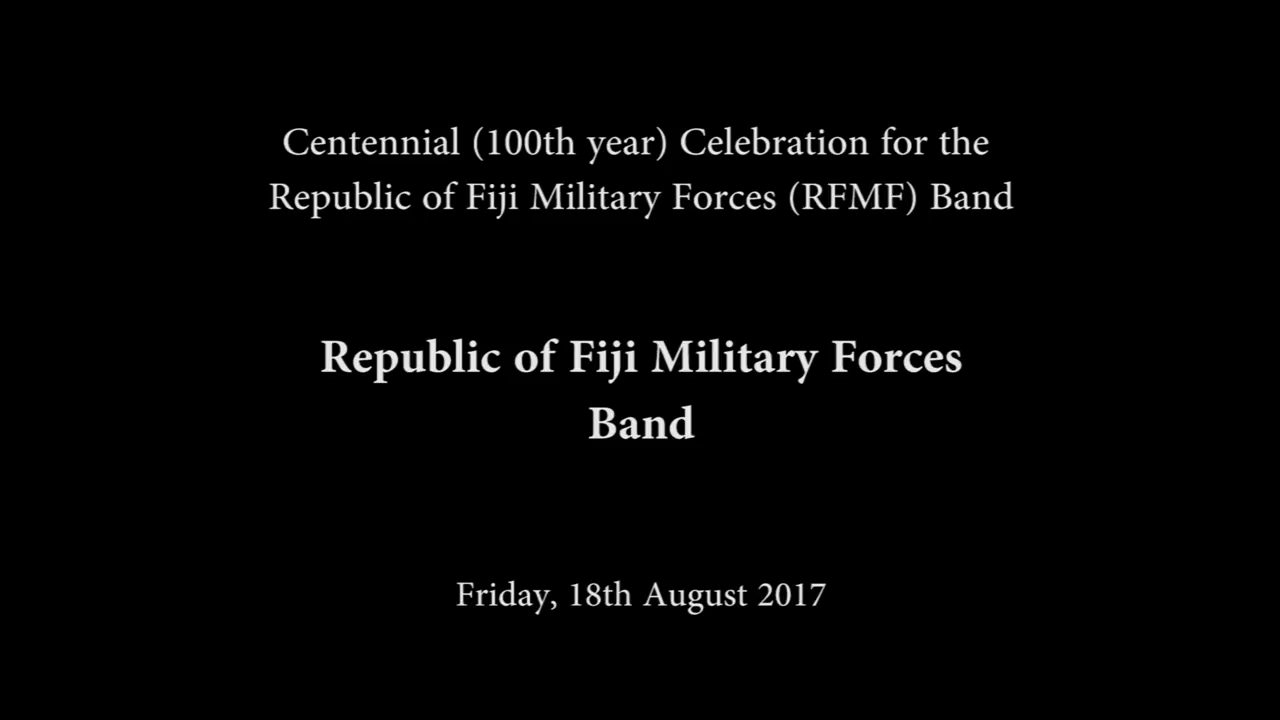 Centennial (100th year) Celebration for the
Republic of Fiji Military Forces (RFMF) Band
Republic of Fiji Military Forces
Band
Friday, 18th August 2017